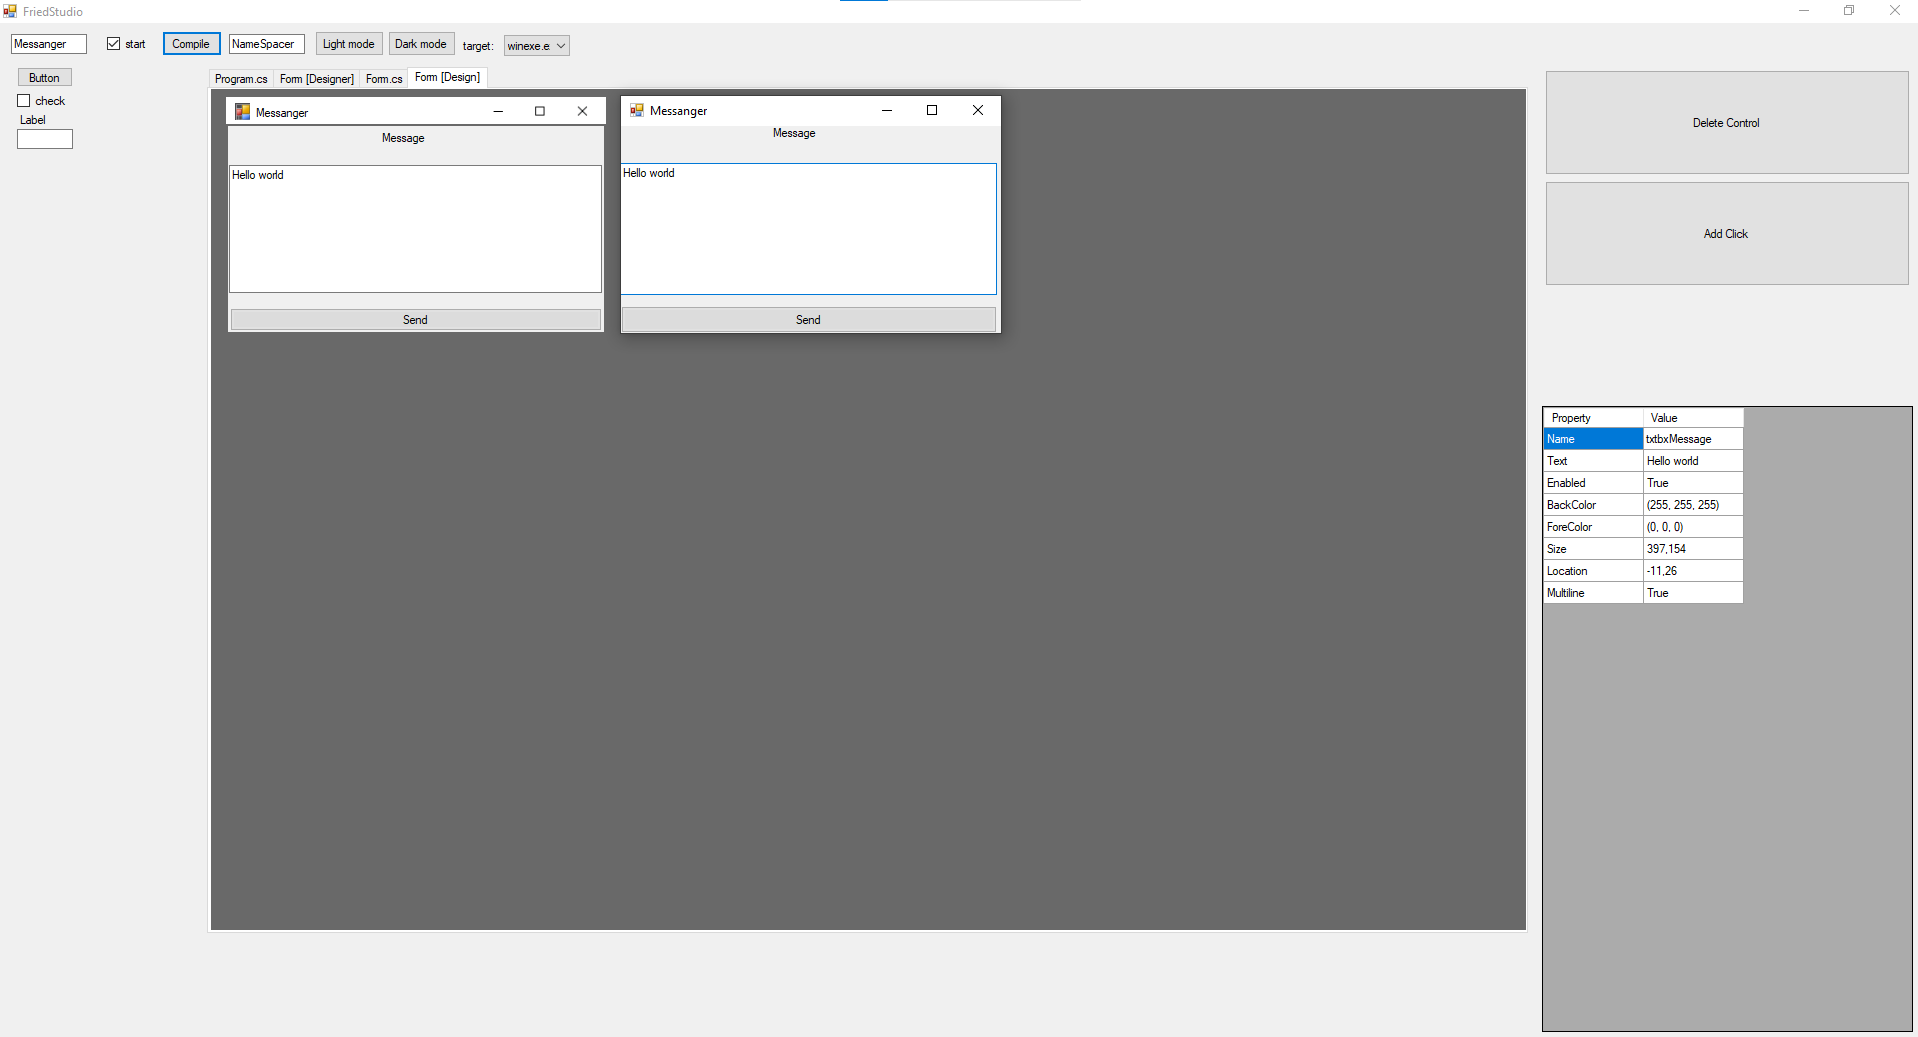 FriedStudio
Messanger
start
Compile
NameSpacer
Light mode
Dark mode
target:
winexe.e
Button
check
Label
Program.cs
Form [Designer]
Form.cs
Form [Design]
Messanger
Message
Hello world
Send
Messanger
Message
Hello world
Send
Delete Control
Add Click
Property Value
Name txtbxMessage
Text Hello world
Enabled True
BackColor (255, 255, 255)
ForeColor (0, 0, 0)
Size 397,154
Location -11,26
Multiline True